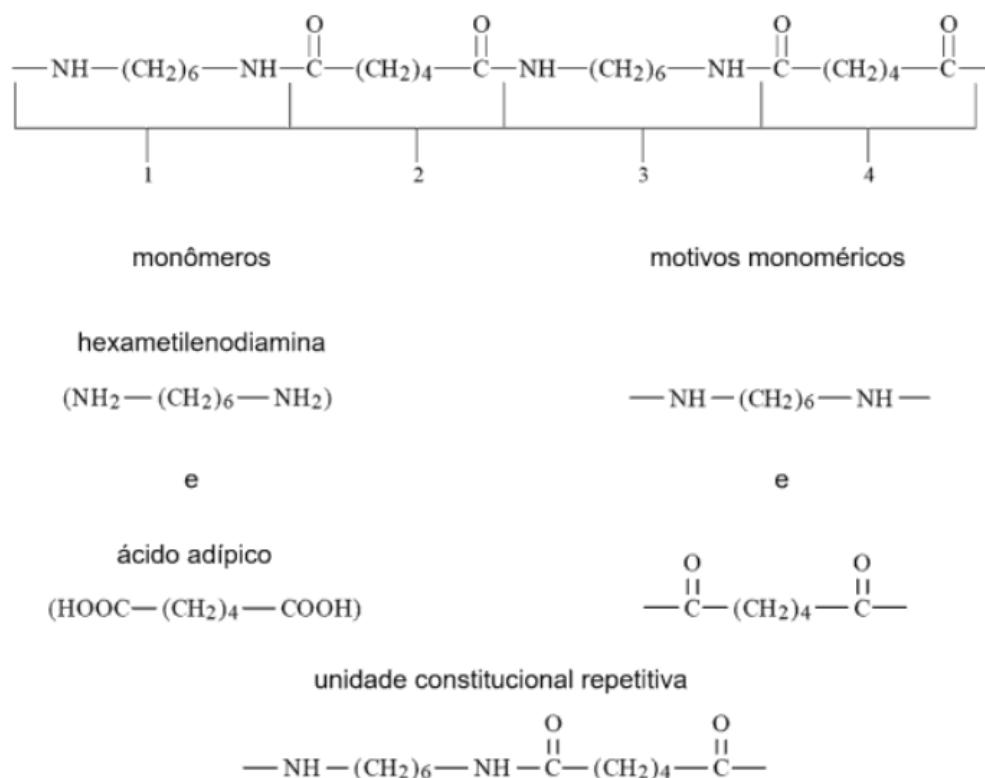 O O O O
—NH—(CH₂)₆—NH—C—(CH₂)₄—C—NH—(CH₂)₆—NH—C—(CH₂)₄—C—
1 2 3 4
monômeros motivos monoméricos
hexametilenodiamina
(NH₂—(CH₂)₆—NH₂) —NH—(CH₂)₆—NH—
e e
ácido adípico
O O
(HOOC—(CH₂)₄—COOH) —C—(CH₂)₄—C—
unidade constitucional repetitiva
O O
—NH—(CH₂)₆—NH—C—(CH₂)₄—C—